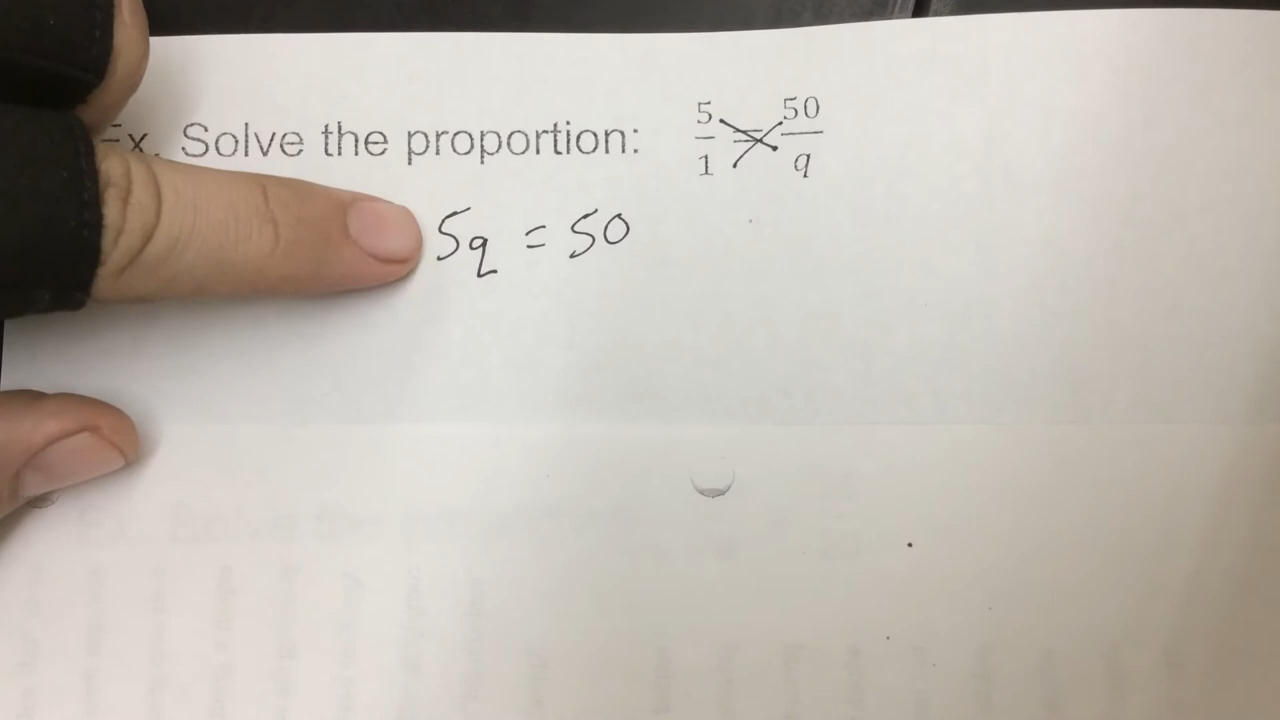 Ex. Solve the proportion: 5/1 = 50/q
5q = 50